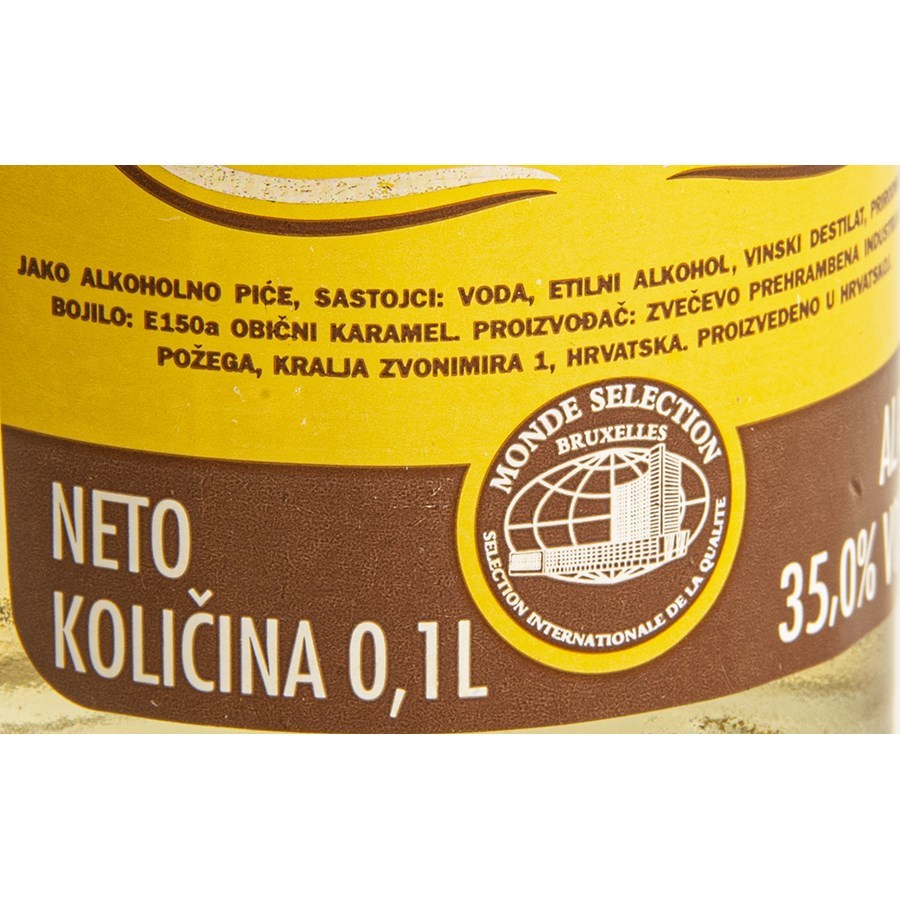 JAKO ALKOHOLNO PIĆE, SASTOJCI: VODA, ETILNI ALKOHOL, VINSKI DESTILAT,
BOJILO: E150a OBIČNI KARAMEL. PROIZVOĐAČ: ZVEČEVO PREHRAMBENA
POŽEGA, KRALJA ZVONIMIRA 1, HRVATSKA. PROIZVEDENO U HRVATSKOJ.
MONDE SELECTION
BRUXELLES
SELECTION INTERNATIONALE DE LA QUALITE
NETO
KOLIČINA 0,1L
35,0%